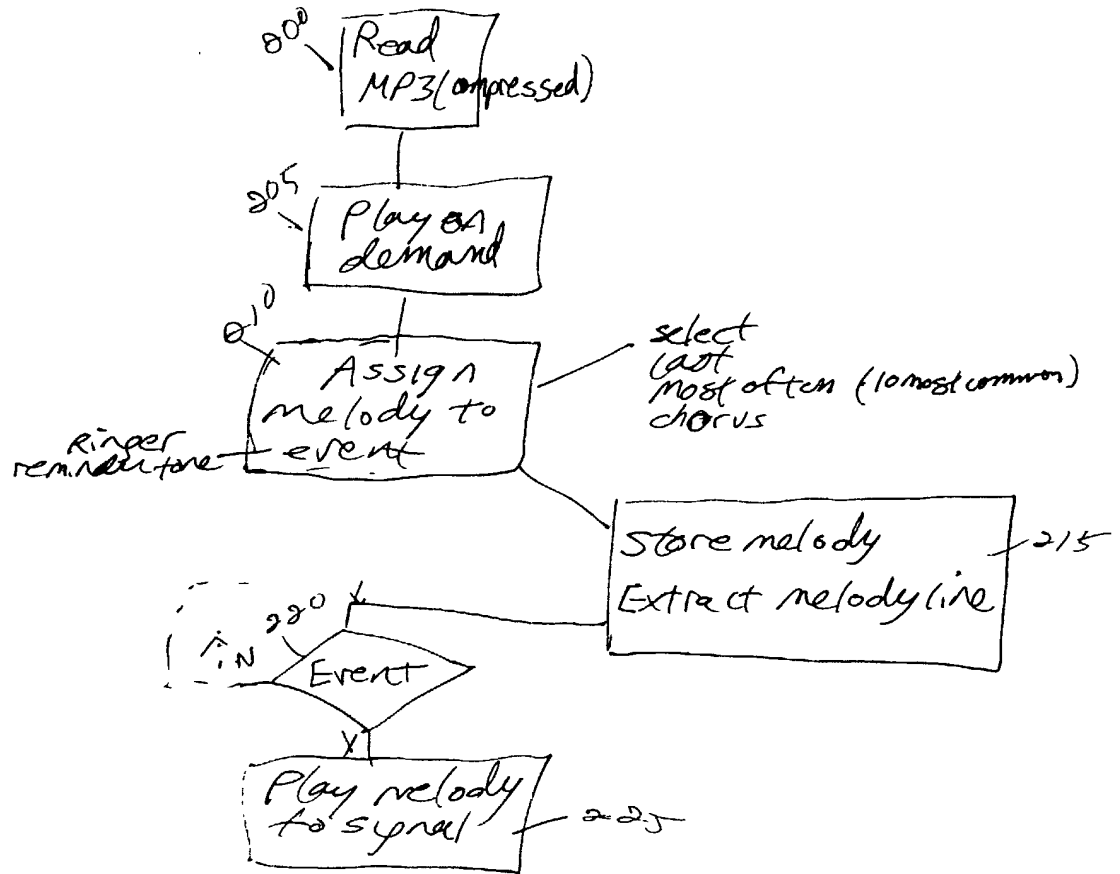 200
Read
MP3 (compressed)
205
Play on
demand
210
Assign
melody to
event
select
last
most often (10 most common)
chorus
Ringer
reminder tone
Store melody
Extract melody line
215
220
N
Event
Y
Play melody
to signal
225